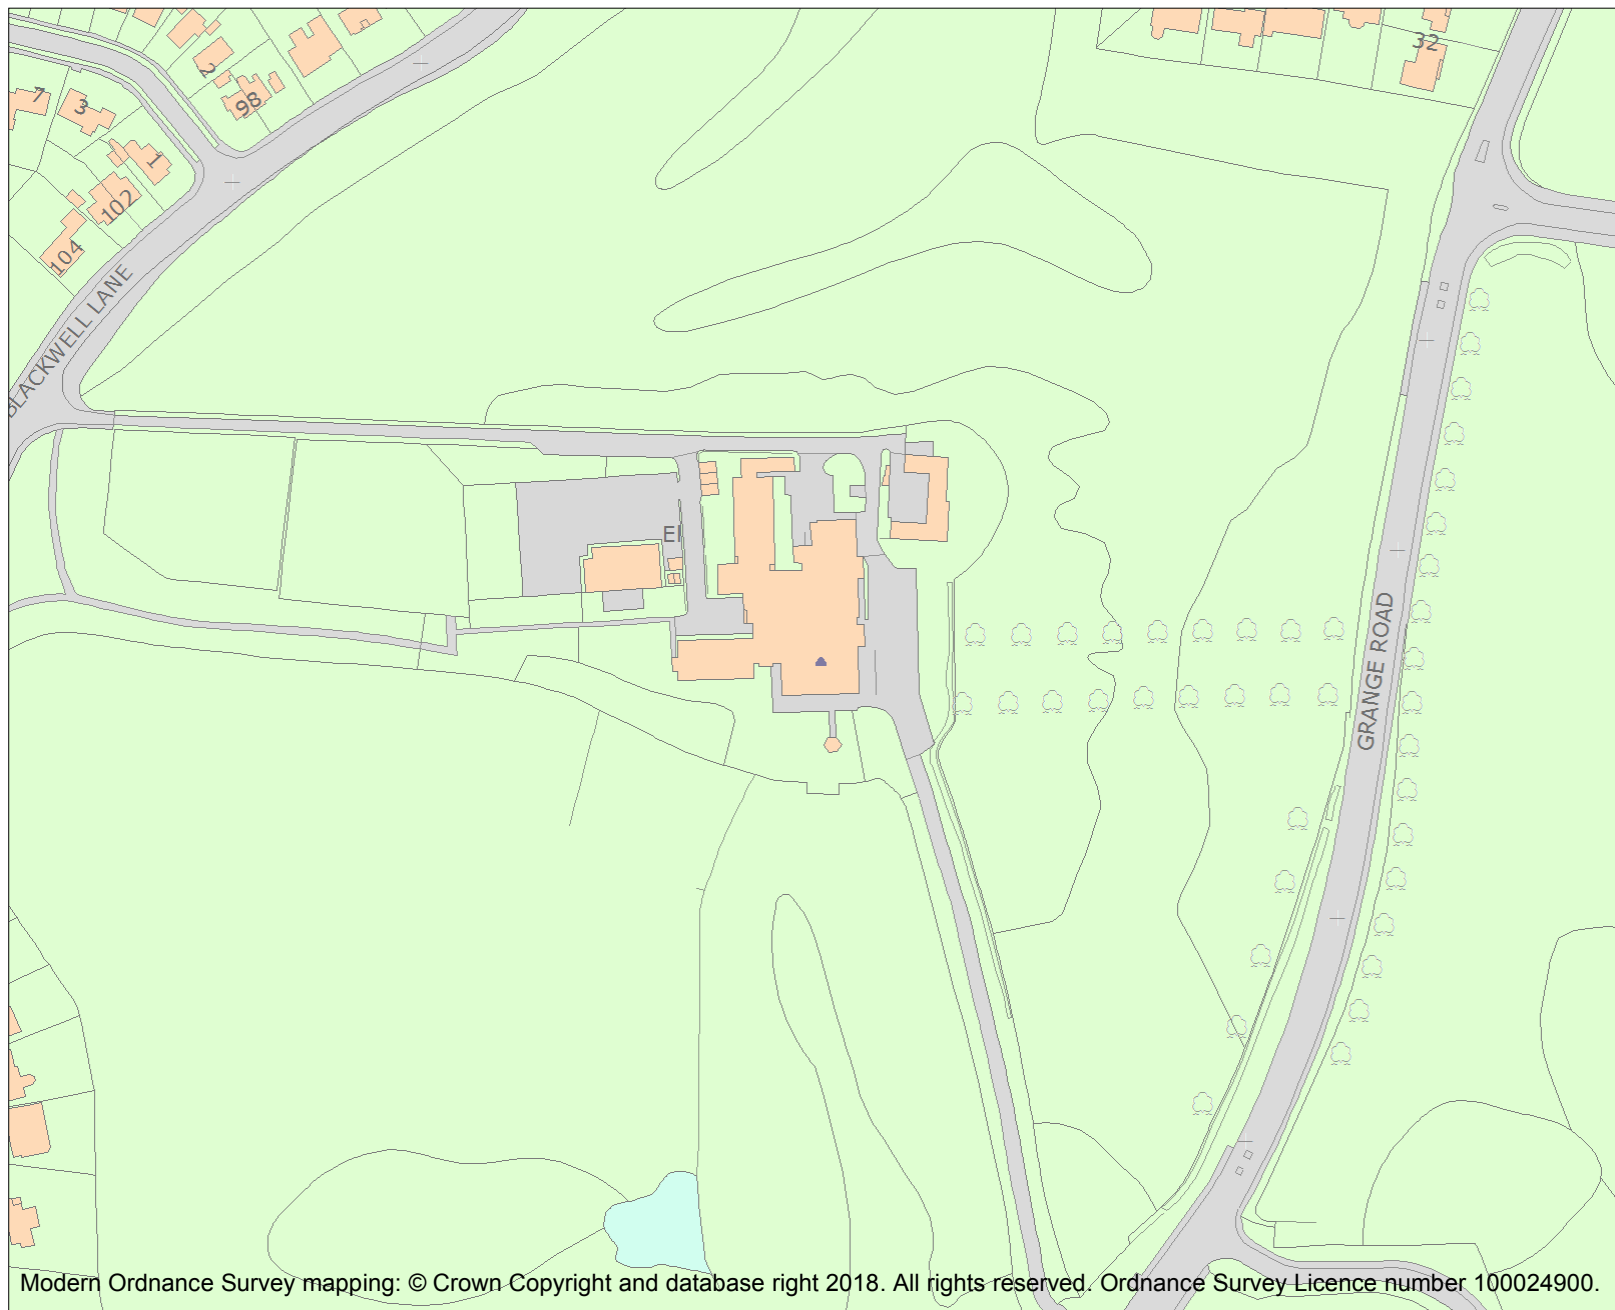 32
2
98
7
3
1
102
104
BLACKWELL LANE
El
GRANGE ROAD
Modern Ordnance Survey mapping: © Crown Copyright and database right 2018. All rights reserved. Ordnance Survey Licence number 100024900.